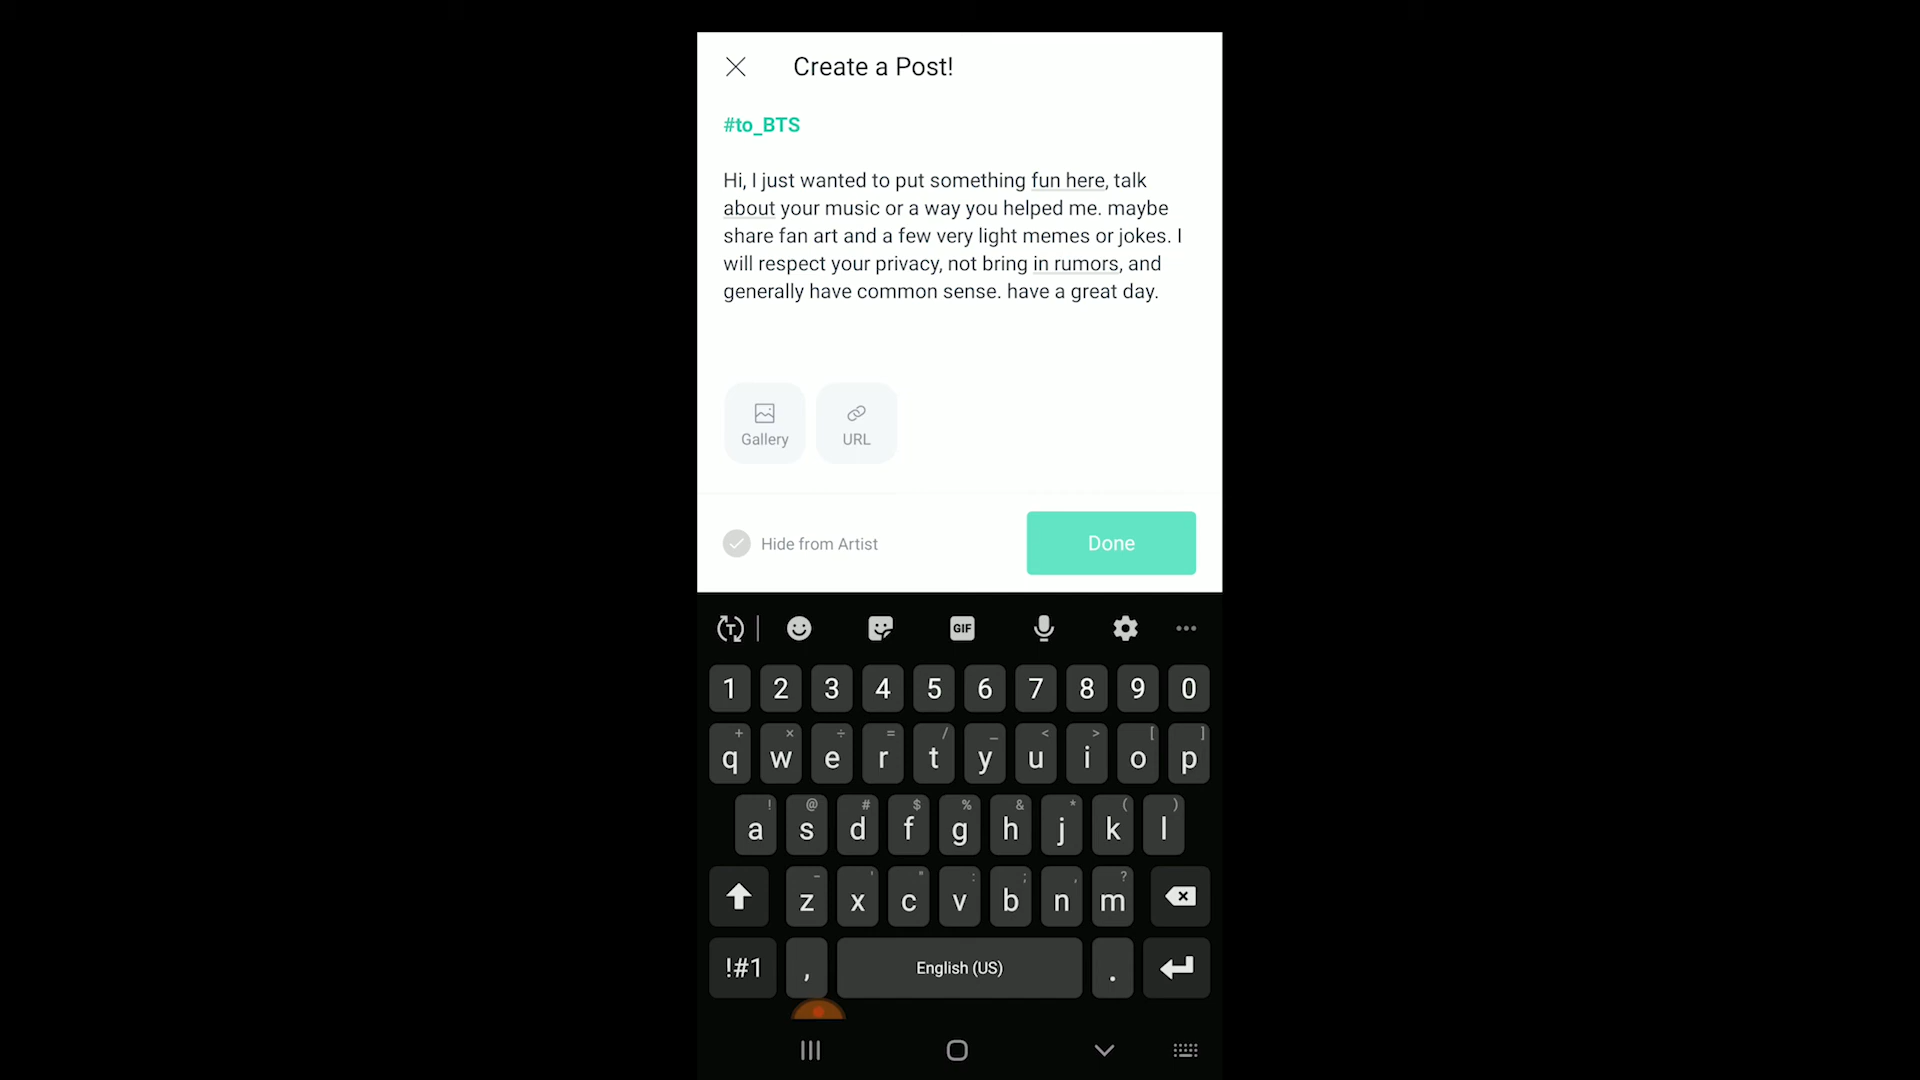 Create a Post!
#to_BTS
Hi, I just wanted to put something fun here, talk
about your music or a way you helped me. maybe
share fan art and a few very light memes or jokes. I
will respect your privacy, not bring in rumors, and
generally have common sense. have a great day.
Gallery URL
Hide from Artist Done
T GIF
1 2 3 4 5 6 7 8 9 0
+ × ÷ = / _ < > [ ]
q w e r t y u i o p
! @ # $ % & * ( )
a s d f g h j k l
- ' " : ; , ?
z x c v b n m
!#1 , English (US) .